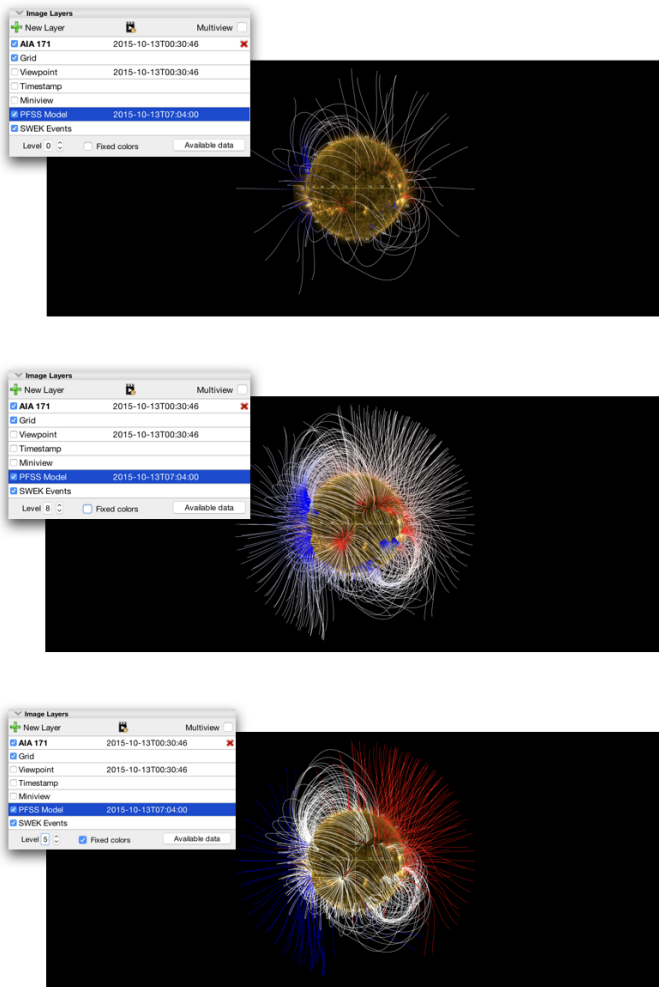 Image Layers
New Layer Multiview
AIA 171 2015-10-13T00:30:46
Grid
Viewpoint 2015-10-13T00:30:46
Timestamp
Miniview
PFSS Model 2015-10-13T07:04:00
SWEK Events
Level 0 Fixed colors Available data
Image Layers
New Layer Multiview
AIA 171 2015-10-13T00:30:46
Grid
Viewpoint 2015-10-13T00:30:46
Timestamp
Miniview
PFSS Model 2015-10-13T07:04:00
SWEK Events
Level 8 Fixed colors Available data
Image Layers
New Layer Multiview
AIA 171 2015-10-13T00:30:46
Grid
Viewpoint 2015-10-13T00:30:46
Timestamp
Miniview
PFSS Model 2015-10-13T07:04:00
SWEK Events
Level 5 Fixed colors Available data